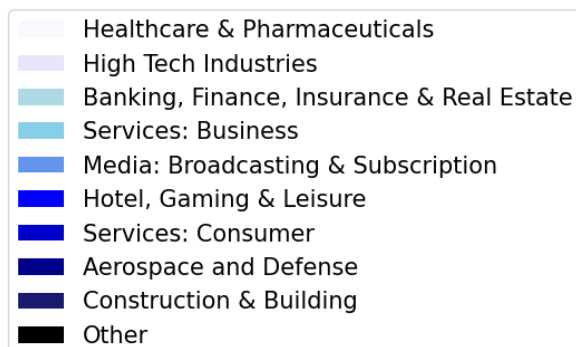 Healthcare & Pharmaceuticals
High Tech Industries
Banking, Finance, Insurance & Real Estate
Services: Business
Media: Broadcasting & Subscription
Hotel, Gaming & Leisure
Services: Consumer
Aerospace and Defense
Construction & Building
Other